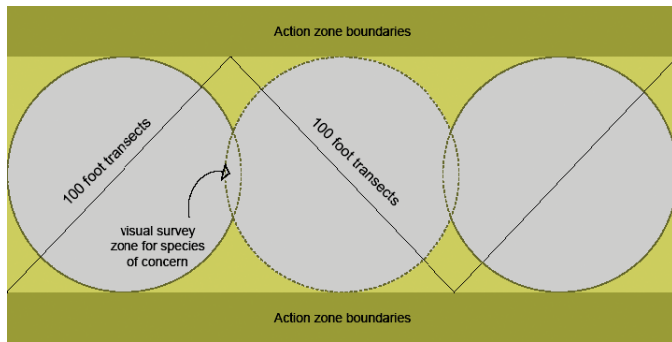 Action zone boundaries
100 foot transects
100 foot transects
visual survey
zone for species
of concern
Action zone boundaries